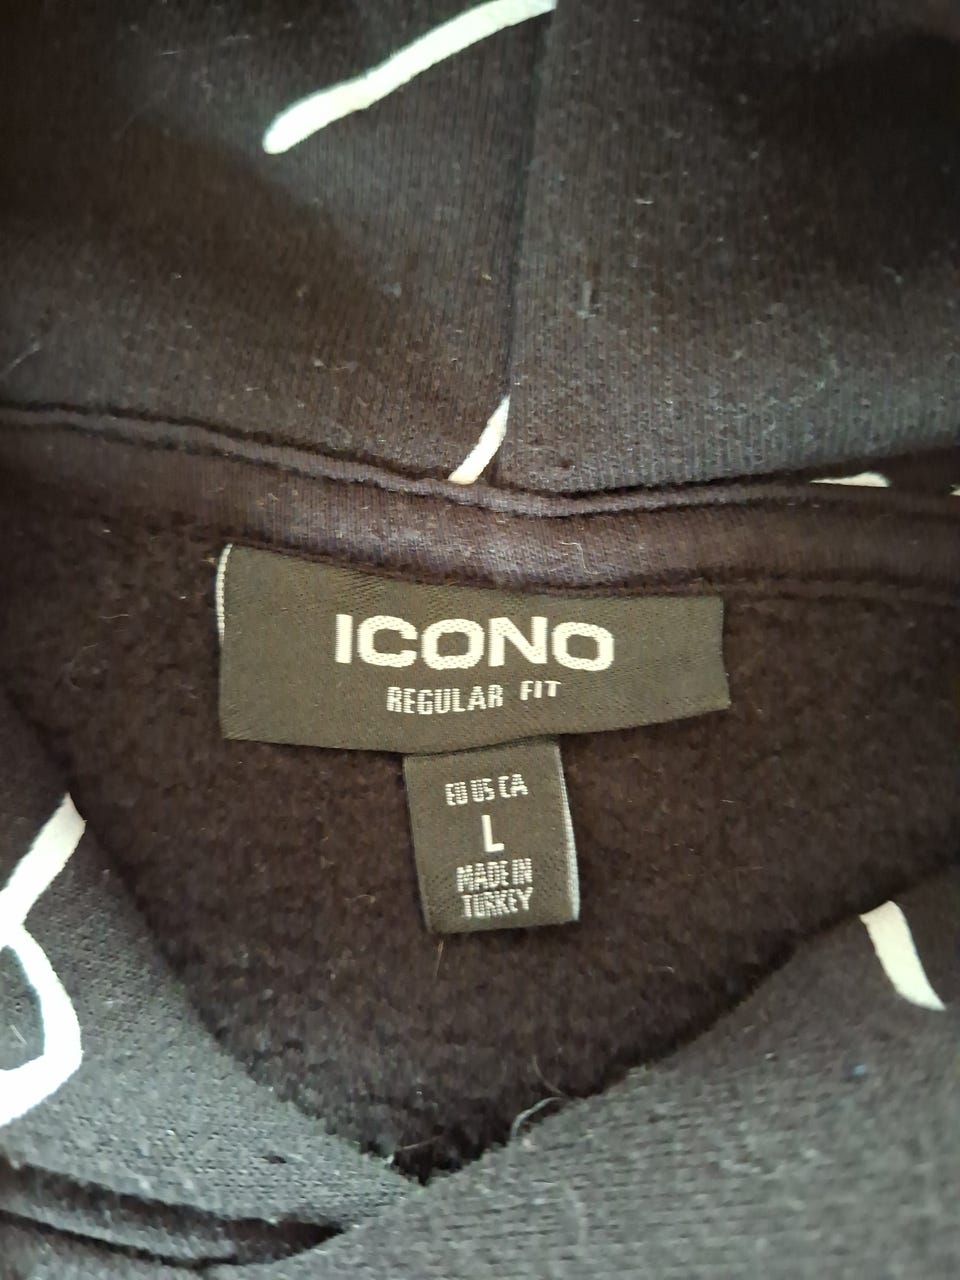 ICONO
REGULAR FIT
EU US CA
L
MADE IN
TURKEY